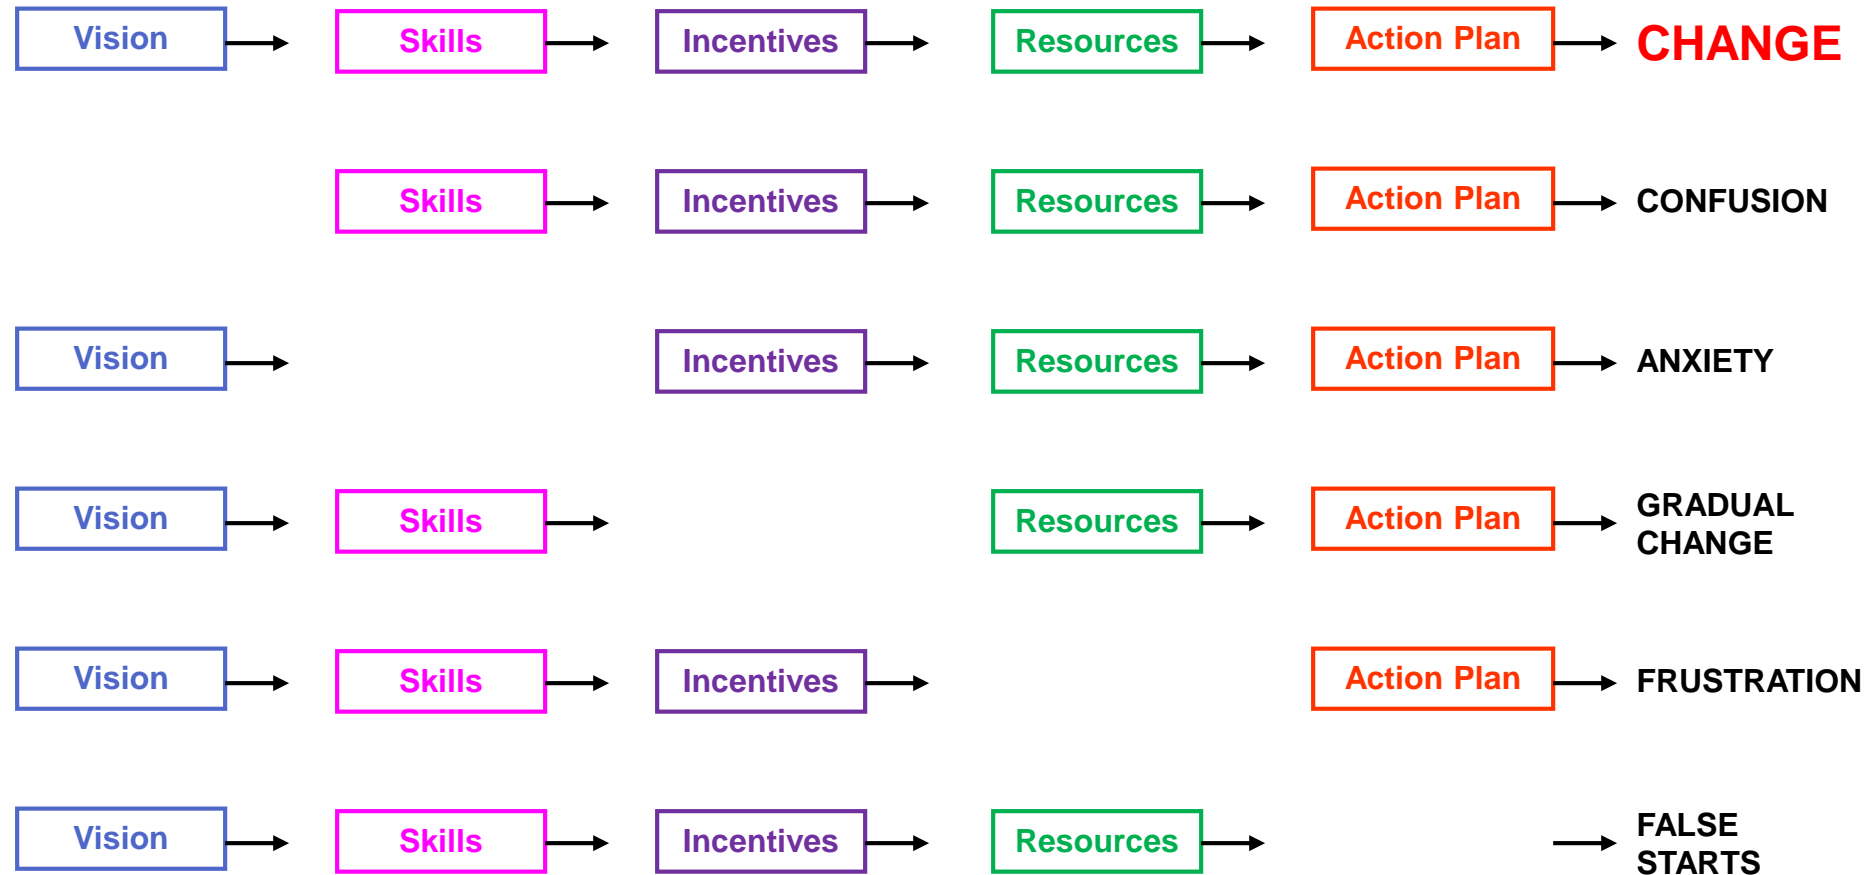 Vision Skills Incentives Resources Action Plan CHANGE
Skills Incentives Resources Action Plan CONFUSION
Vision Incentives Resources Action Plan ANXIETY
Vision Skills Resources Action Plan GRADUAL
CHANGE
Vision Skills Incentives Action Plan FRUSTRATION
Vision Skills Incentives Resources FALSE
STARTS